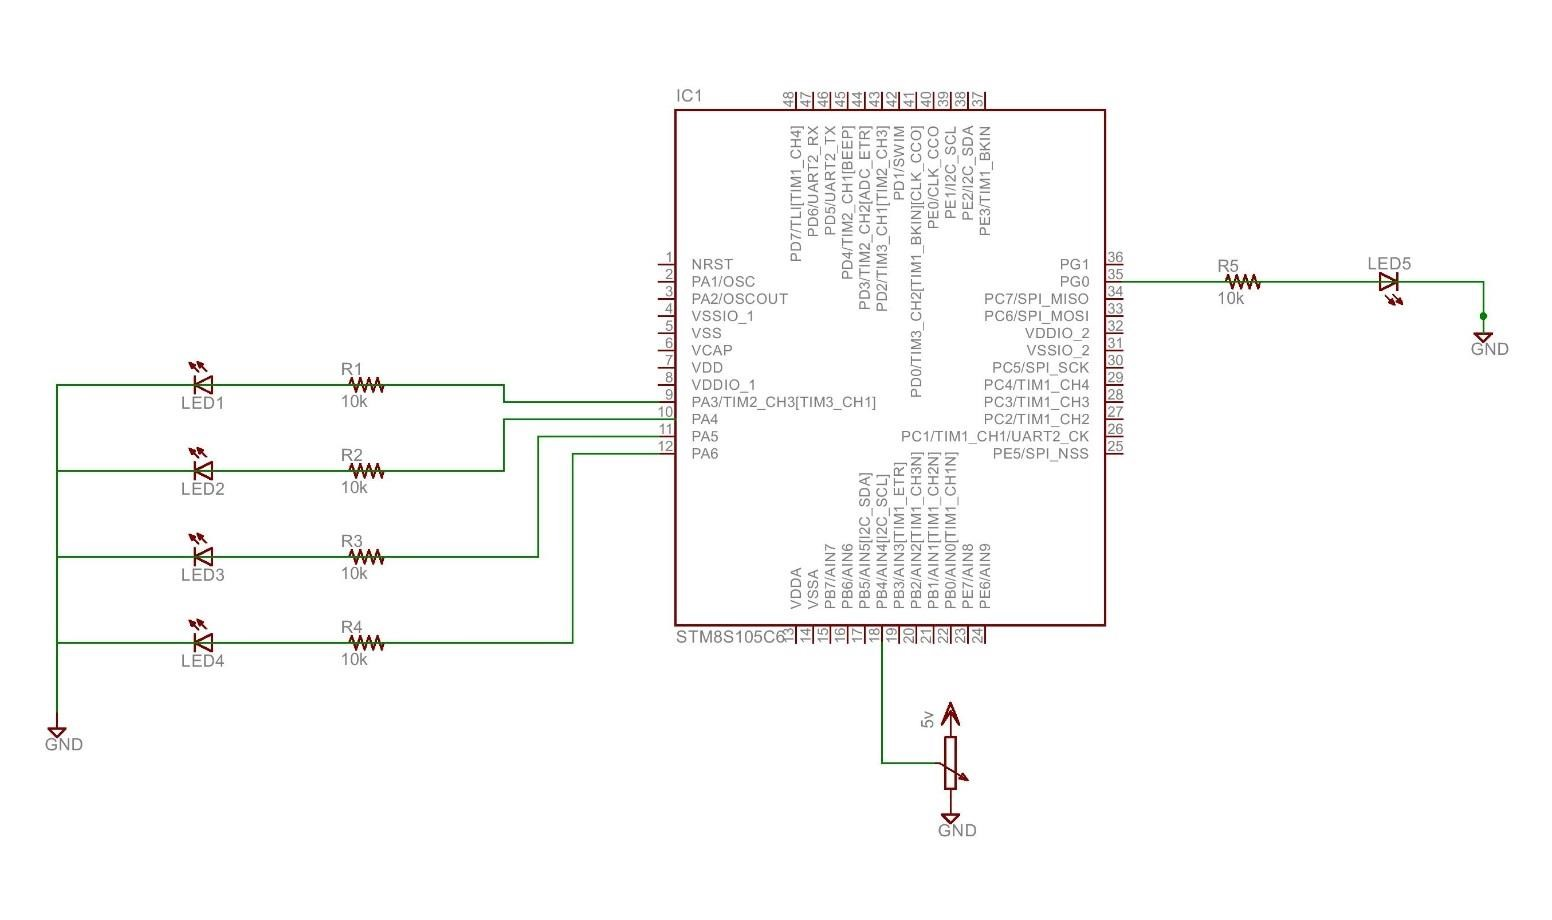 IC1
48
47
46
45
44
43
42
41
40
39
38
37
PD7/TLI[TIM1_CH4]
PD6/UART2_RX
PD5/UART2_TX
PD4/TIM2_CH1[BEEP]
PD3/TIM2_CH2[ADC_ETR]
PD2/TIM3_CH1[TIM2_CH3]
PD1/SWIM
PD0/TIM3_CH2[TIM1_BKIN][CLK_CCO]
PE0/CLK_CCO
PE1/I2C_SCL
PE2/I2C_SDA
PE3/TIM1_BKIN
1 NRST
2 PA1/OSC
3 PA2/OSCOUT
4 VSSIO_1
5 VSS
6 VCAP
7 VDD
8 VDDIO_1
9 PA3/TIM2_CH3[TIM3_CH1]
10 PA4
11 PA5
12 PA6
PG1 36
PG0 35
PC7/SPI_MISO 34
PC6/SPI_MOSI 33
VDDIO_2 32
VSSIO_2 31
PC5/SPI_SCK 30
PC4/TIM1_CH4 29
PC3/TIM1_CH3 28
PC2/TIM1_CH2 27
PC1/TIM1_CH1/UART2_CK 26
PE5/SPI_NSS 25
R5
10k
LED5
GND
R1
10k
LED1
R2
10k
LED2
R3
10k
LED3
R4
10k
LED4
GND
VDDA
VSSA
PB7/AIN7
PB6/AIN6
PB5/AIN5[I2C_SDA]
PB4/AIN4[I2C_SCL]
PB3/AIN3[TIM1_ETR]
PB2/AIN2[TIM1_CH3N]
PB1/AIN1[TIM1_CH2N]
PB0/AIN0[TIM1_CH1N]
PE7/AIN8
PE6/AIN9
STM8S105C6
13
14
15
16
17
18
19
20
21
22
23
24
5v
GND